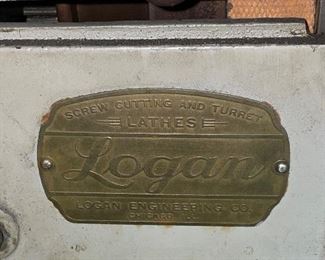 SCREW CUTTING AND TURRET
LATHES
Logan
LOGAN ENGINEERING CO.
CHICAGO